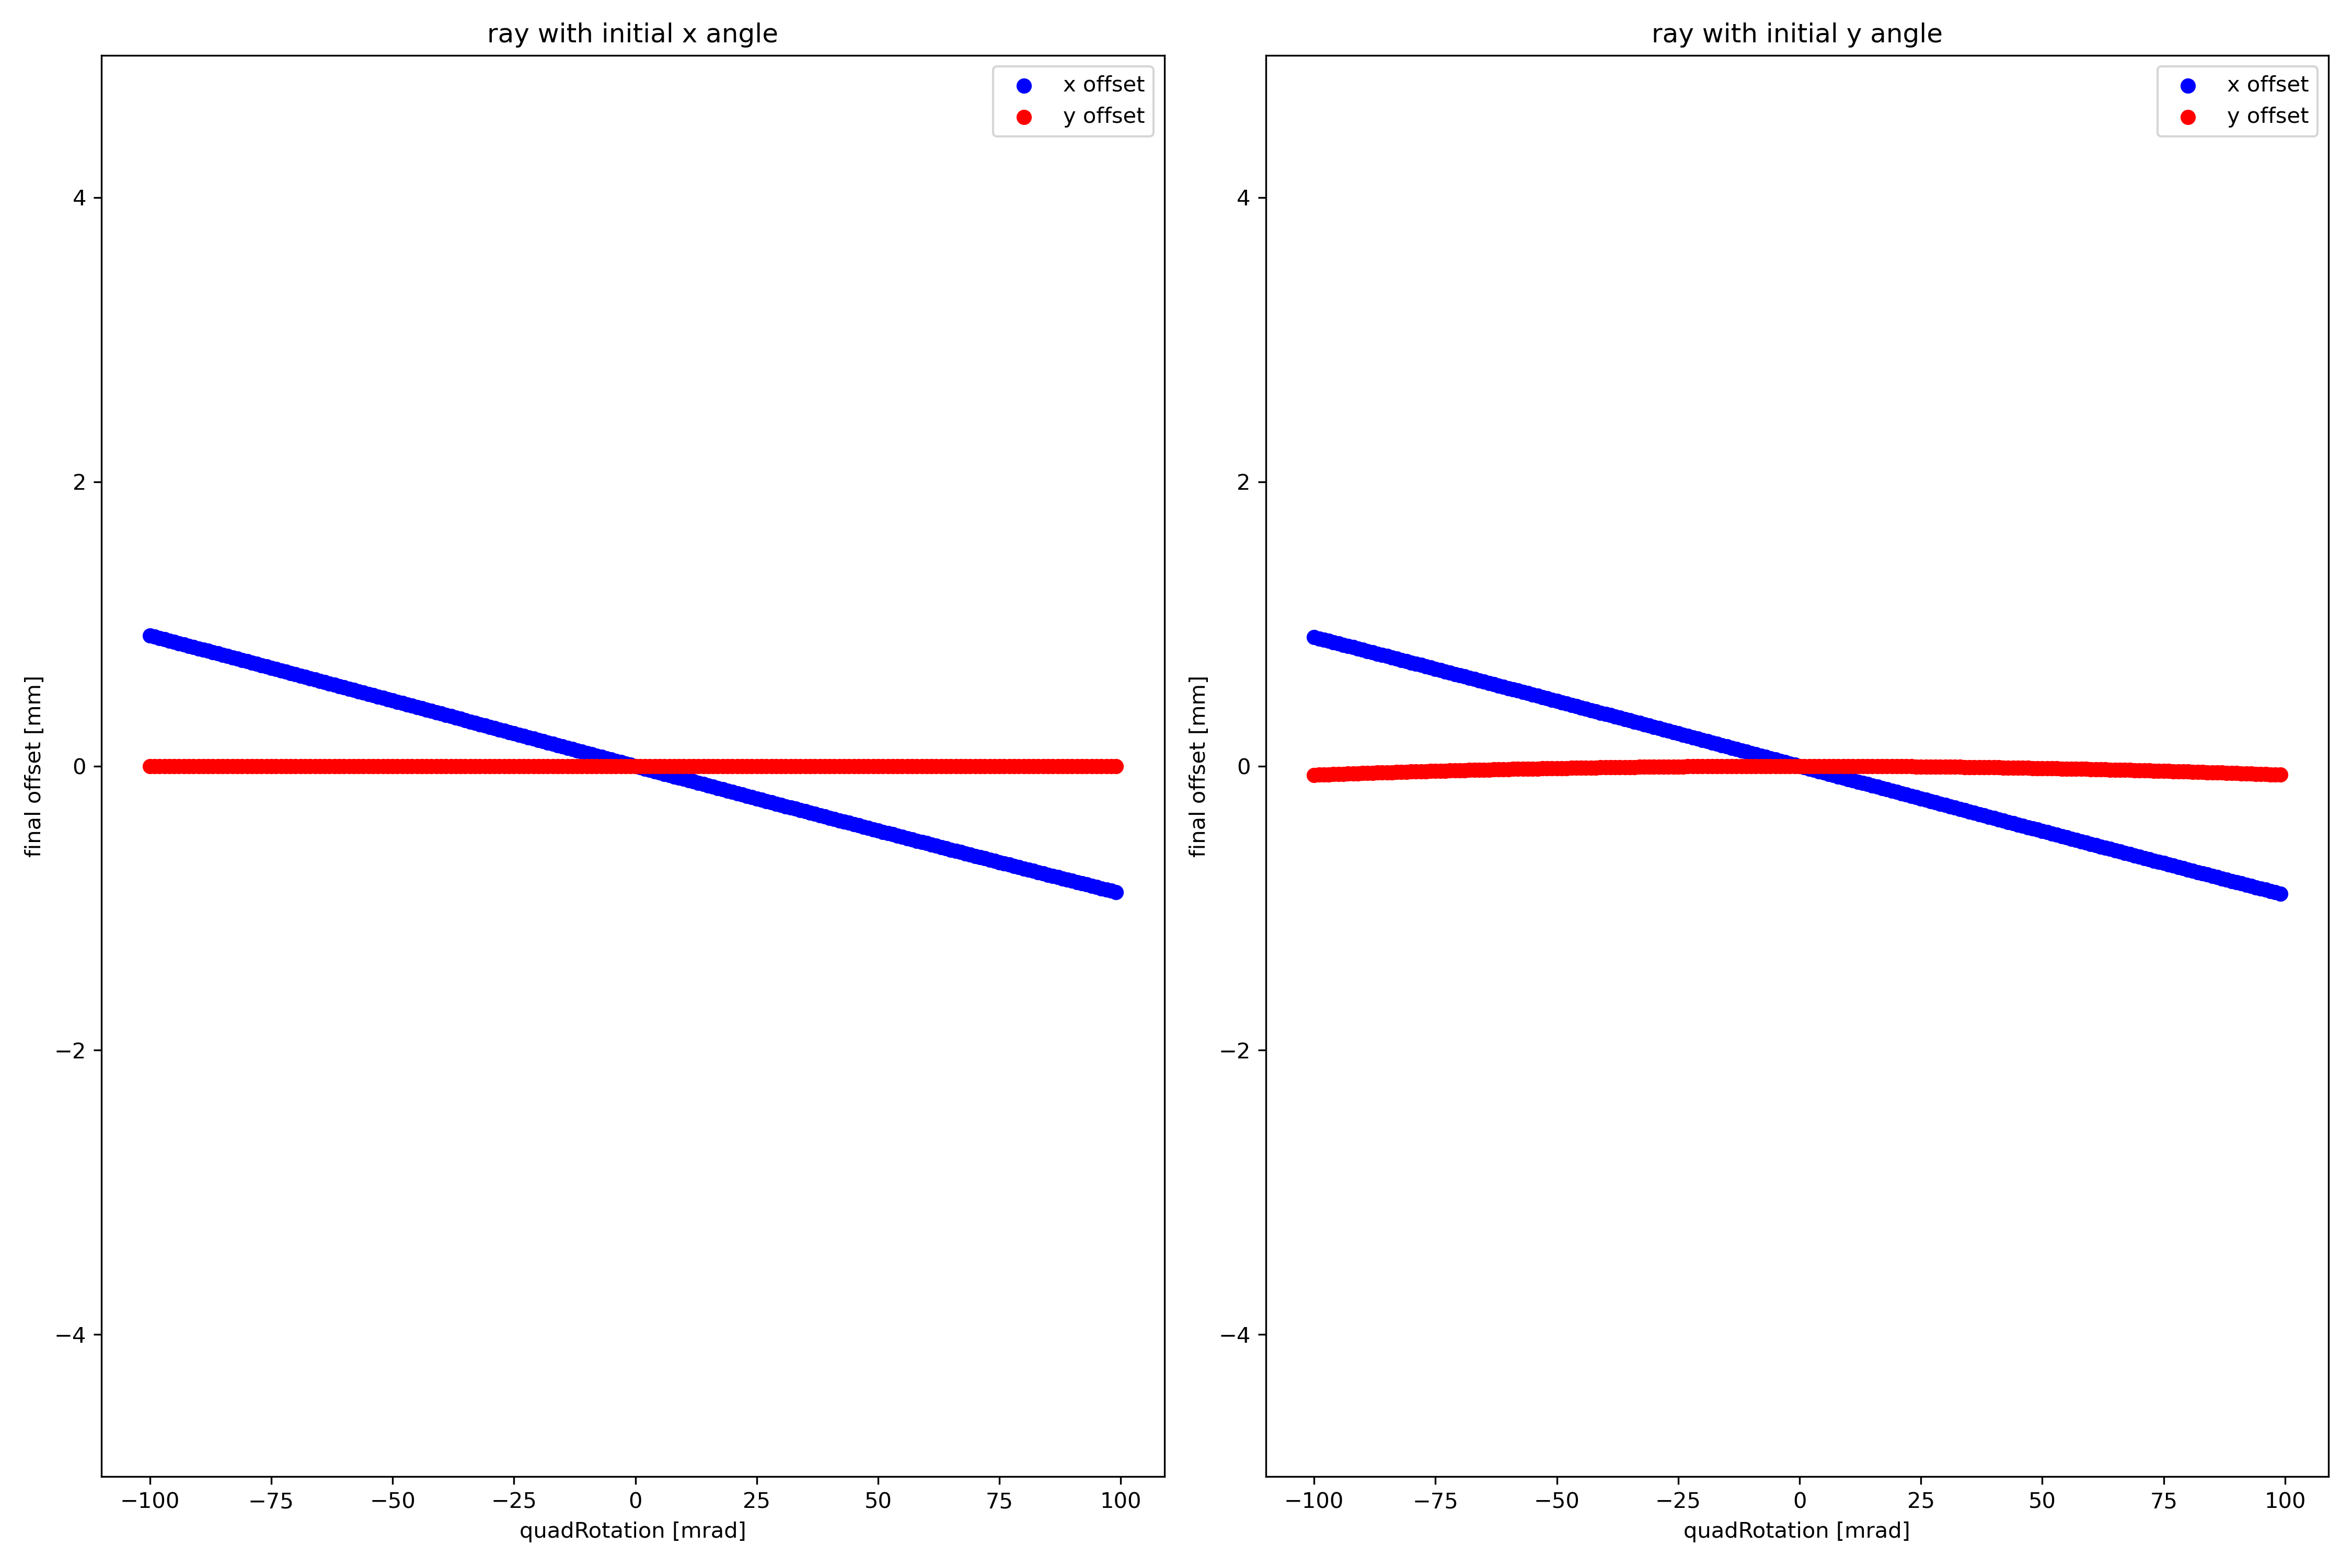 ray with initial x angle
x offset
y offset
4
2
0
−2
−4
final offset [mm]
−100
−75
−50
−25
0
25
50
75
100
quadRotation [mrad]
ray with initial y angle
x offset
y offset
4
2
0
−2
−4
final offset [mm]
−100
−75
−50
−25
0
25
50
75
100
quadRotation [mrad]